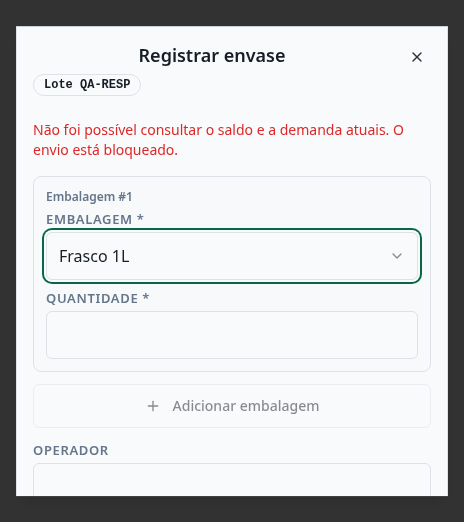 Registrar envase
Lote QA-RESP
Não foi possível consultar o saldo e a demanda atuais. O
envio está bloqueado.
Embalagem #1
EMBALAGEM *
Frasco 1L
QUANTIDADE *
Adicionar embalagem
OPERADOR